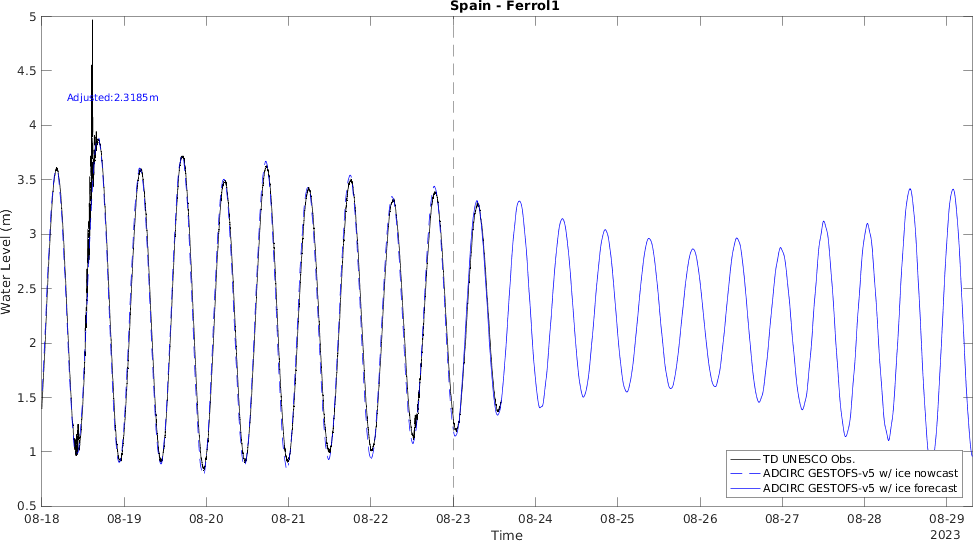 Spain - Ferrol1
5
4.5
Adjusted:2.3185m
4
3.5
3
2.5
2
1.5
1
0.5
Water Level (m)
TD UNESCO Obs.
ADCIRC GESTOFS-v5 w/ ice nowcast
ADCIRC GESTOFS-v5 w/ ice forecast
08-18 08-19 08-20 08-21 08-22 08-23 08-24 08-25 08-26 08-27 08-28 08-29
2023
Time